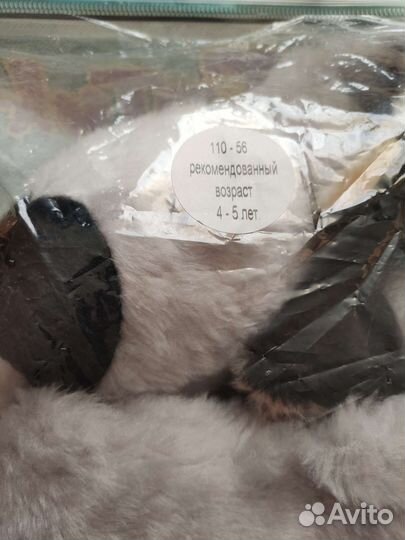 110 - 56
рекомендованный
возраст
4 - 5 лет
Avito